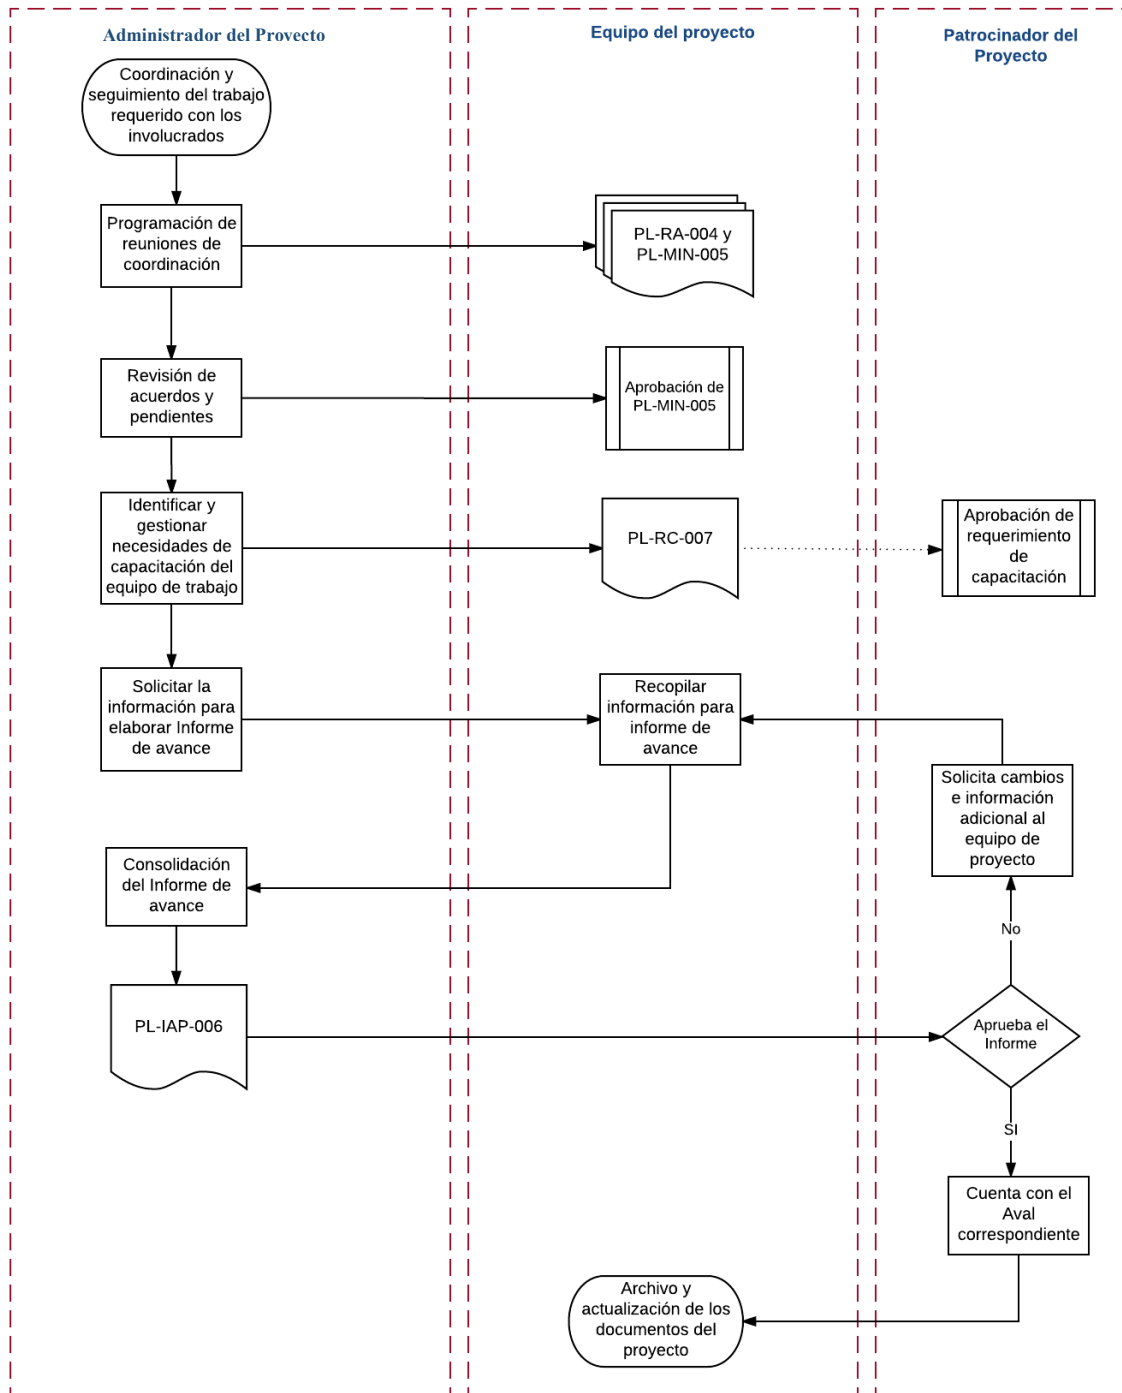 Administrador del Provecto
Equipo del proyecto
Patrocinador del
Proyecto
Coordinación y
seguimiento del trabajo
requerido con los
involucrados
Programación de
reuniones de
coordinación
PL-RA-004 y
PL-MIN-005
Revisión de
acuerdos y
pendientes
Aprobación de
PL-MIN-005
Identificar y
gestionar
necesidades de
capacitación del
equipo de trabajo
PL-RC-007
Aprobación de
requerimiento
de
capacitación
Solicitar la
información para
elaborar Informe
de avance
Recopilar
información para
informe de
avance
Solicita cambios
e información
adicional al
equipo de
proyecto
Consolidación
del Informe de
avance
No
PL-IAP-006
Aprueba el
Informe
SI
Cuenta con el
Aval
correspondiente
Archivo y
actualización de los
documentos del
proyecto